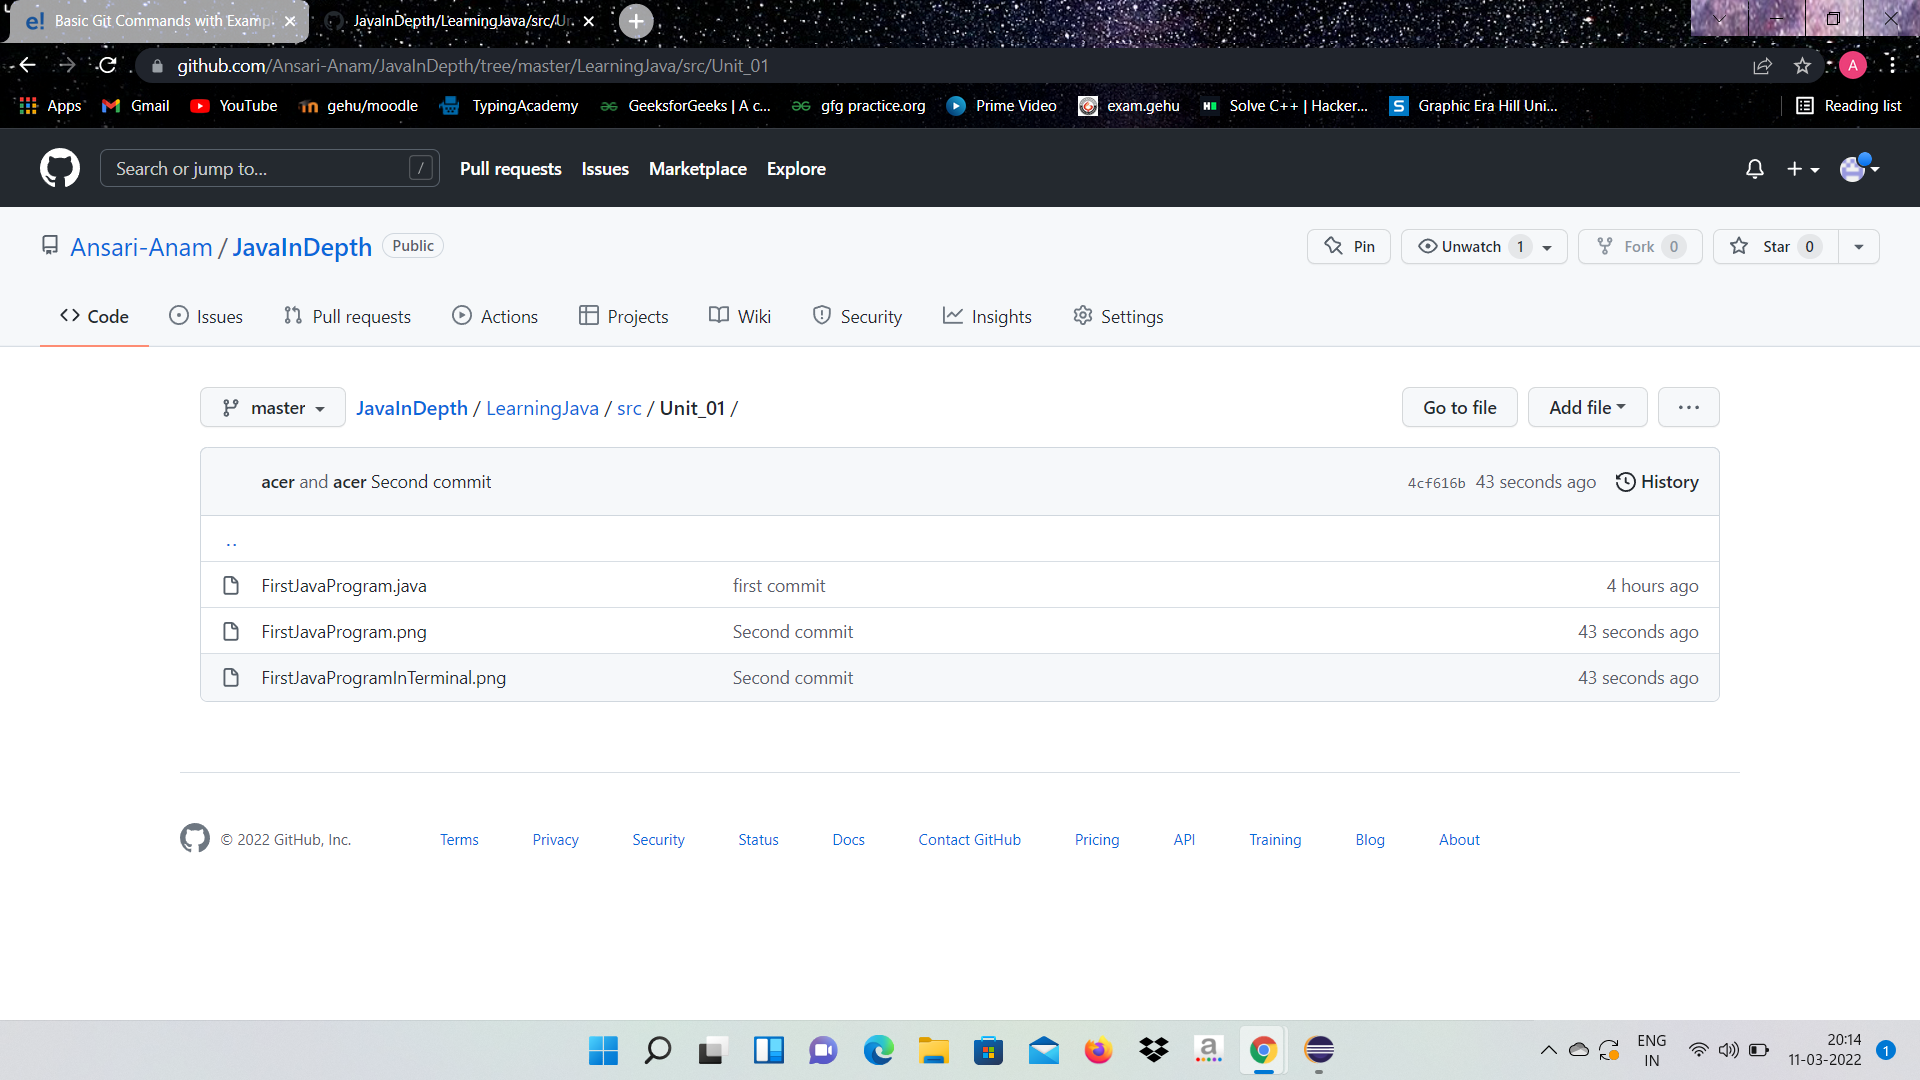 e! Basic Git Commands with Examp
JavaInDepth/LearningJava/src/Un
github.com/Ansari-Anam/JavaInDepth/tree/master/LearningJava/src/Unit_01
A
Apps Gmail YouTube gehu/moodle TypingAcademy GeeksforGeeks | A c... gfg practice.org Prime Video exam.gehu Solve C++ | Hacker... Graphic Era Hill Uni... Reading list
Search or jump to... / Pull requests Issues Marketplace Explore
Ansari-Anam / JavaInDepth Public Pin Unwatch 1 Fork 0 Star 0
Code Issues Pull requests Actions Projects Wiki Security Insights Settings
master JavaInDepth / LearningJava / src / Unit_01 / Go to file Add file ...
acer and acer Second commit 4cf616b 43 seconds ago History
..
FirstJavaProgram.java first commit 4 hours ago
FirstJavaProgram.png Second commit 43 seconds ago
FirstJavaProgramInTerminal.png Second commit 43 seconds ago
© 2022 GitHub, Inc. Terms Privacy Security Status Docs Contact GitHub Pricing API Training Blog About
a
ENG
IN
20:14
11-03-2022
1